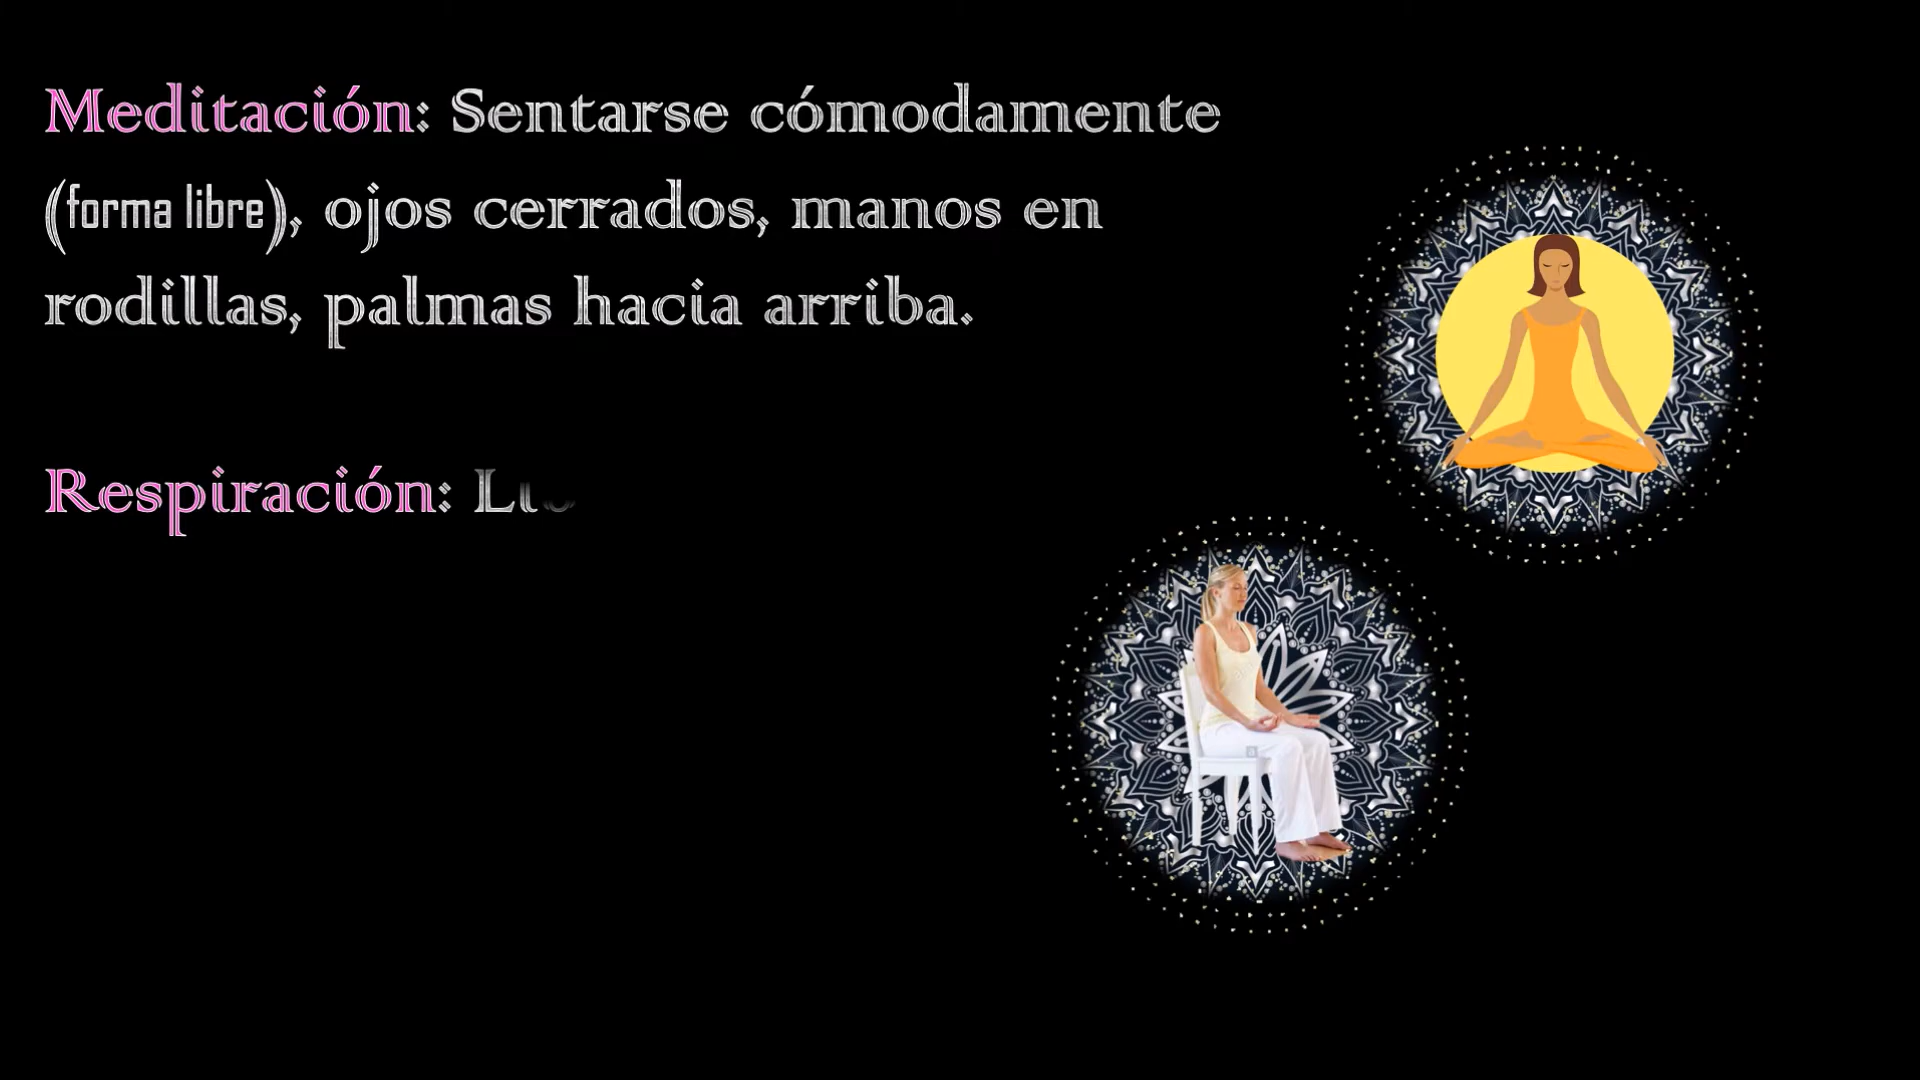 Meditación: Sentarse cómodamente
(forma libre), ojos cerrados, manos en
rodillas, palmas hacia arriba.
Respiración: